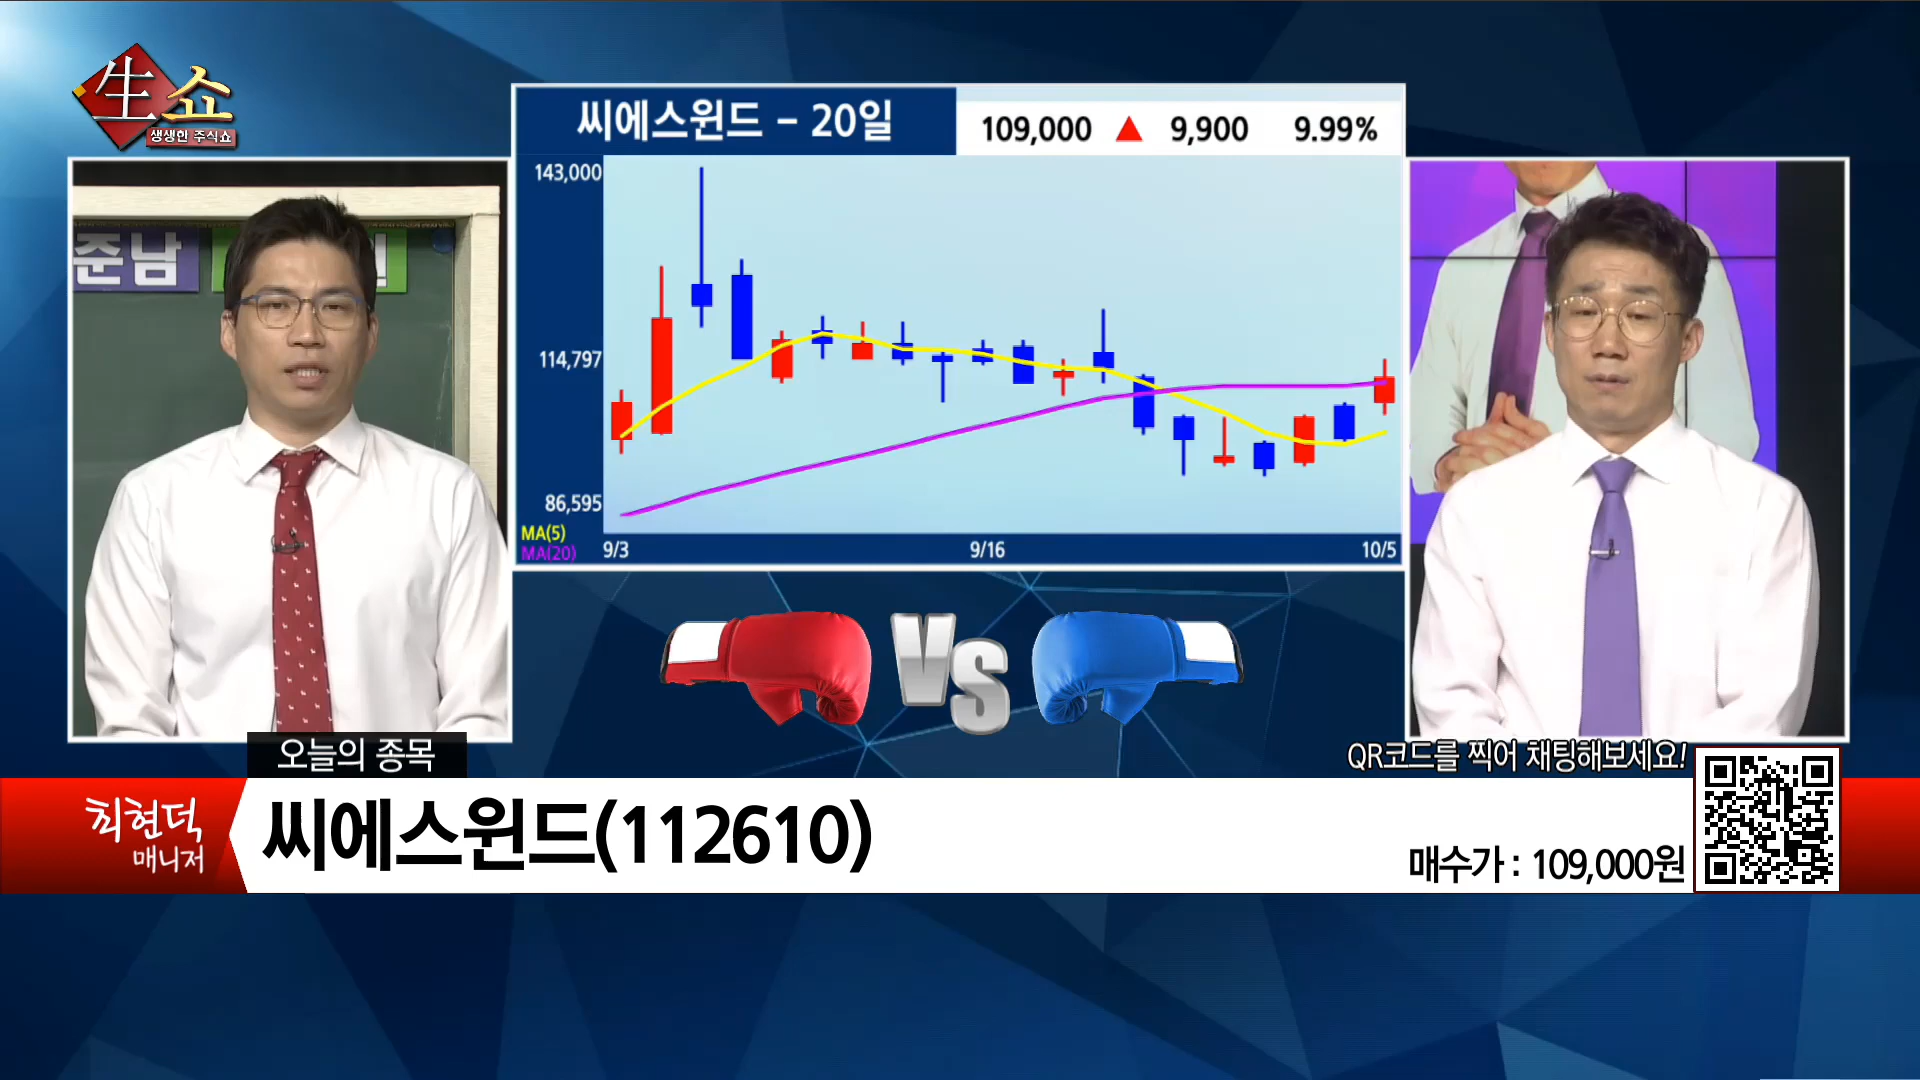 生쇼
생생한 주식쇼
씨에스윈드 - 20일
109,000 ▲ 9,900 9.99%
143,000
114,797
86,595
MA(5)
MA(20)
9/3 9/16 10/5
준남
Vs
오늘의 종목
QR코드를 찍어 채팅해보세요!
최현덕
매니저
씨에스윈드(112610)
매수가 : 109,000원